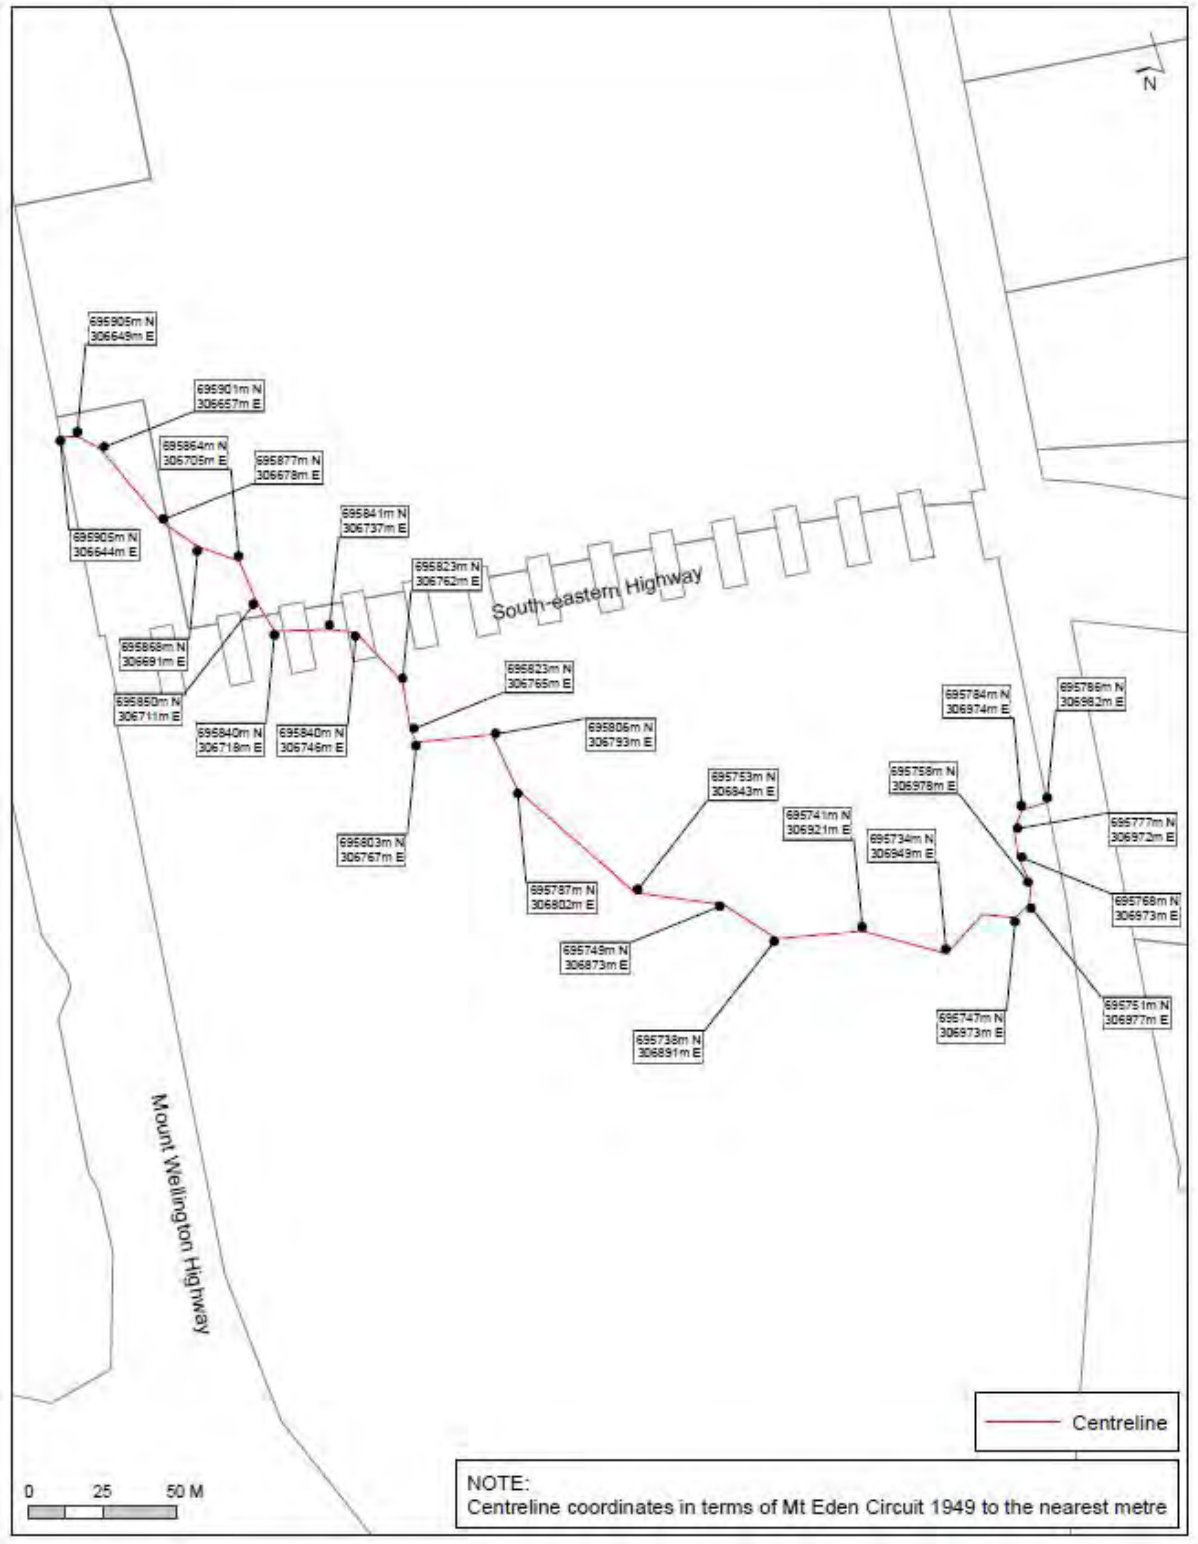 N
695905m N
306649m E
695901m N
306657m E
695864m N
306705m E
695877m N
306678m E
695905m N
306644m E
695841m N
306737m E
695823m N
306762m E
South-eastern Highway
695868m N
306691m E
695850m N
306711m E
695840m N
306718m E
695840m N
306746m E
695823m N
306765m E
695806m N
306793m E
695784m N
306974m E
695786m N
306982m E
695803m N
306767m E
695753m N
306843m E
695758m N
306978m E
695741m N
306921m E
695734m N
306949m E
695777m N
306972m E
695787m N
306802m E
695768m N
306973m E
695749m N
306873m E
695738m N
306891m E
695747m N
306973m E
695751m N
306977m E
Mount Wellington Highway
Centreline
0 25 50 M
NOTE:
Centreline coordinates in terms of Mt Eden Circuit 1949 to the nearest metre